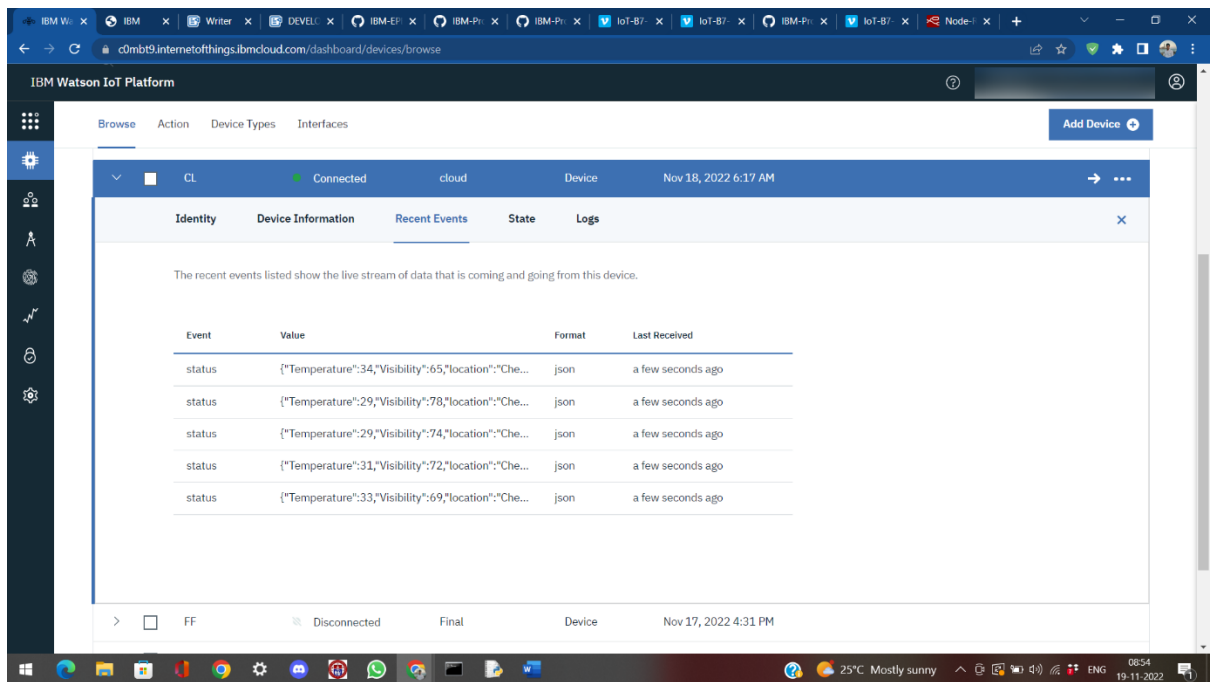 IBM Wa
IBM
Writer
DEVELO
IBM-EP
IBM-Pro
IBM-Pro
IoT-B7-
IoT-B7-
IBM-Pro
IoT-B7-
Node-R
c0mbt9.internetofthings.ibmcloud.com/dashboard/devices/browse
IBM Watson IoT Platform
Browse Action Device Types Interfaces Add Device
CL Connected cloud Device Nov 18, 2022 6:17 AM
Identity Device Information Recent Events State Logs
The recent events listed show the live stream of data that is coming and going from this device.
Event Value Format Last Received
status {"Temperature":34,"Visibility":65,"location":"Che... json a few seconds ago
status {"Temperature":29,"Visibility":78,"location":"Che... json a few seconds ago
status {"Temperature":29,"Visibility":74,"location":"Che... json a few seconds ago
status {"Temperature":31,"Visibility":72,"location":"Che... json a few seconds ago
status {"Temperature":33,"Visibility":69,"location":"Che... json a few seconds ago
FF Disconnected Final Device Nov 17, 2022 4:31 PM
25°C Mostly sunny ENG 08:54
19-11-2022